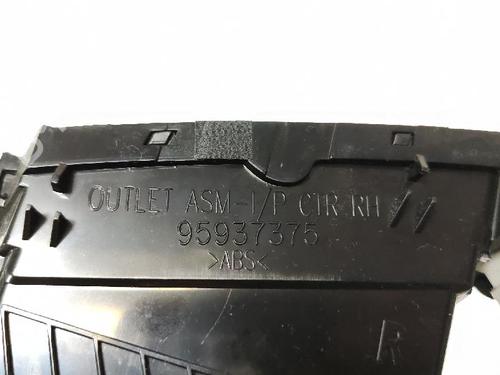 OUTLET ASM-I/P CTR RH
95937375
>ABS<
R